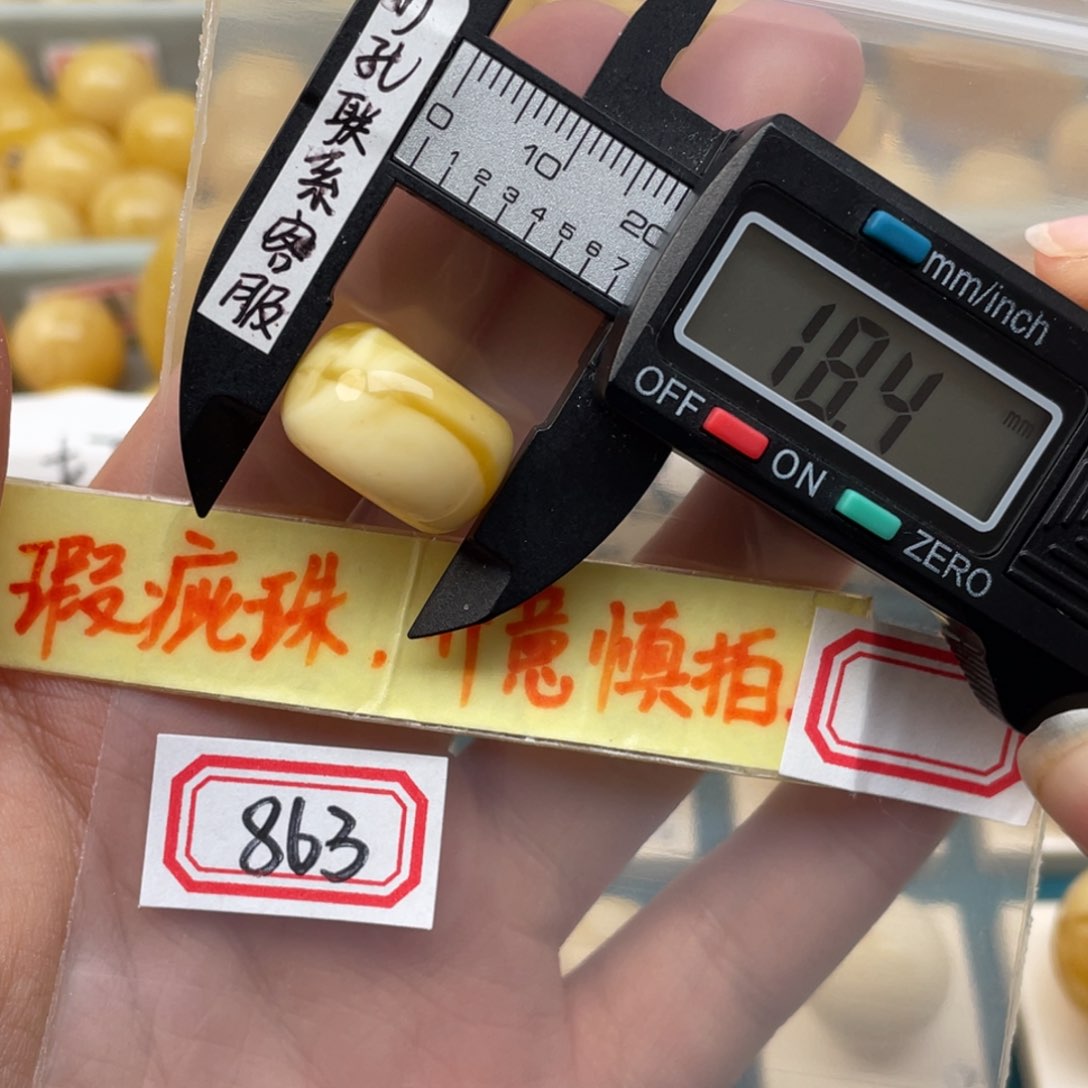 孔联系客服
0 10 20
1 2 3 4 5 6 7
mm/inch
18.4 mm
OFF
ON
ZERO
瑕疵珠,介意慎拍.
863